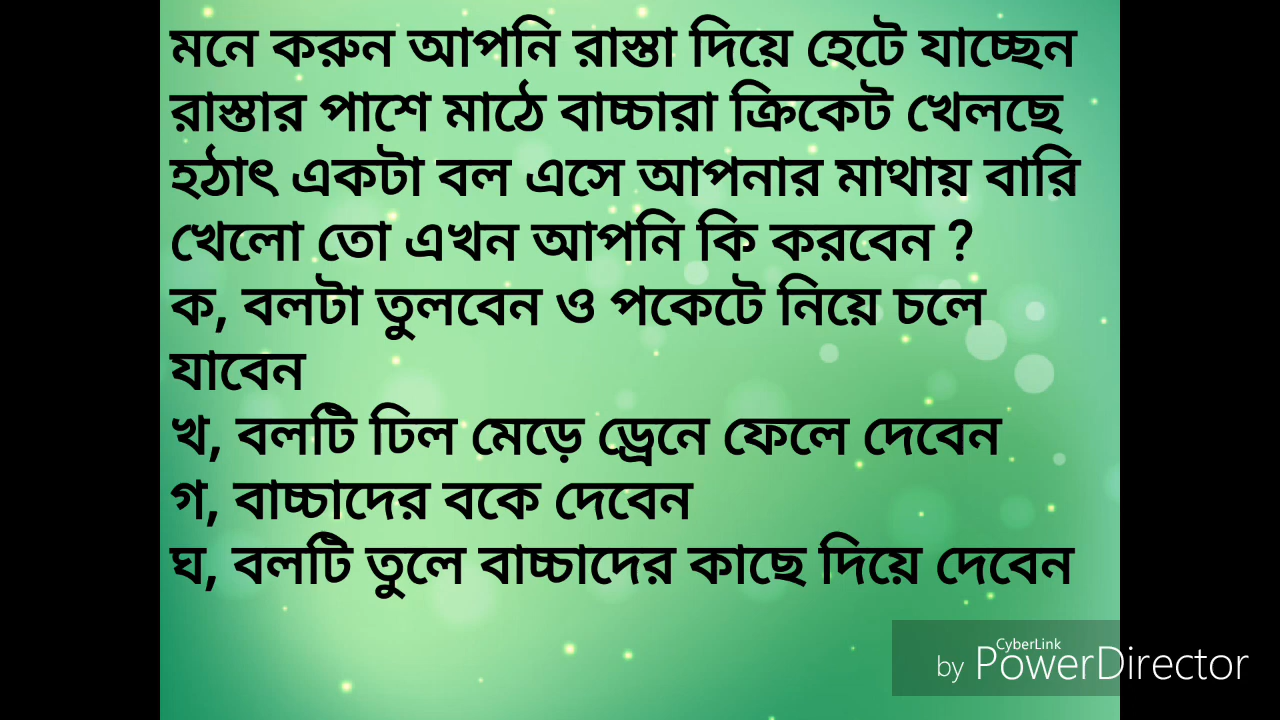 মনে করুন আপনি রাস্তা দিয়ে হেটে যাচ্ছেন
রাস্তার পাশে মাঠে বাচ্চারা ক্রিকেট খেলছে
হঠাৎ একটা বল এসে আপনার মাথায় বারি
খেলো তো এখন আপনি কি করবেন ?
ক, বলটা তুলবেন ও পকেটে নিয়ে চলে
যাবেন
খ, বলটি ঢিল মেড়ে ড্রেনে ফেলে দেবেন
গ, বাচ্চাদের বকে দেবেন
ঘ, বলটি তুলে বাচ্চাদের কাছে দিয়ে দেবেন
CyberLink
by PowerDirector